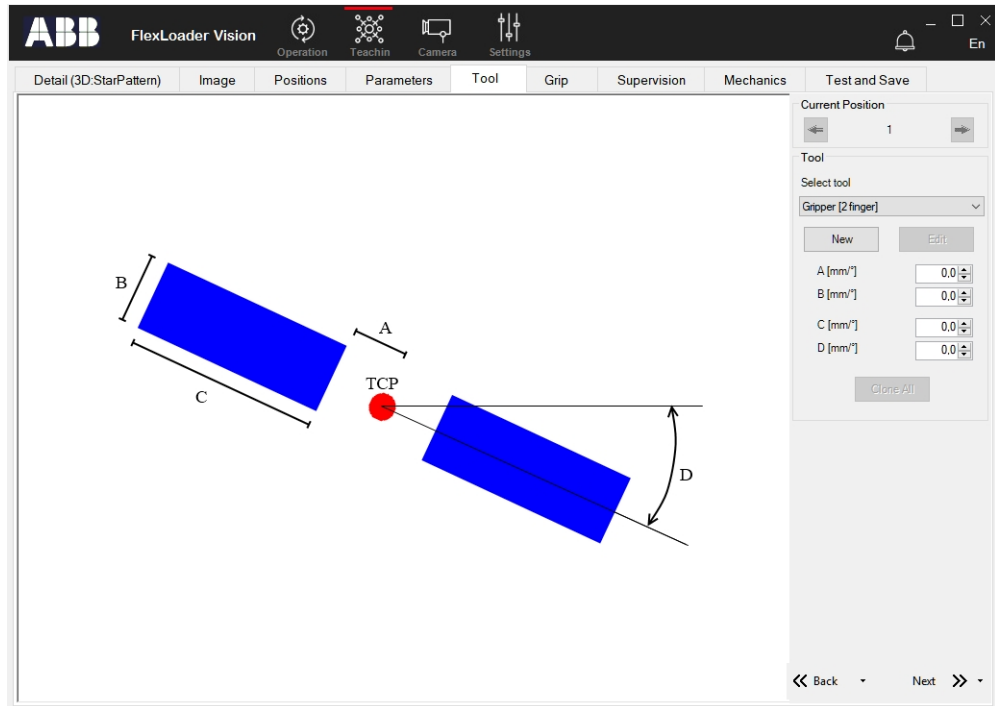 ABB FlexLoader Vision Operation Teachin Camera Settings En
Detail (3D:StarPattern) Image Positions Parameters Tool Grip Supervision Mechanics Test and Save
Current Position
1
Tool
Select tool
Gripper [2 finger]
New Edit
A [mm/°] 0,0
B [mm/°] 0,0
C [mm/°] 0,0
D [mm/°] 0,0
Clone All
B
A
TCP
C
D
Back Next